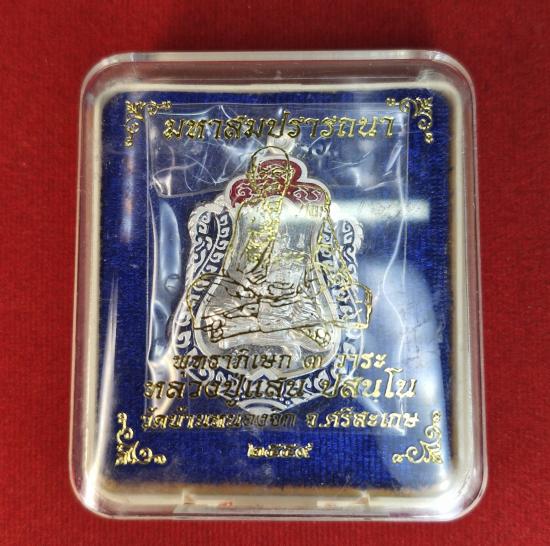 มหาสมปรารถนา
พุทธาภิเษก ๓ วาระ
หลวงปู่แสน ปสนฺโน
วัดบ้านหนองจิก จ.ศรีสะเกษ
๒๕๕๙